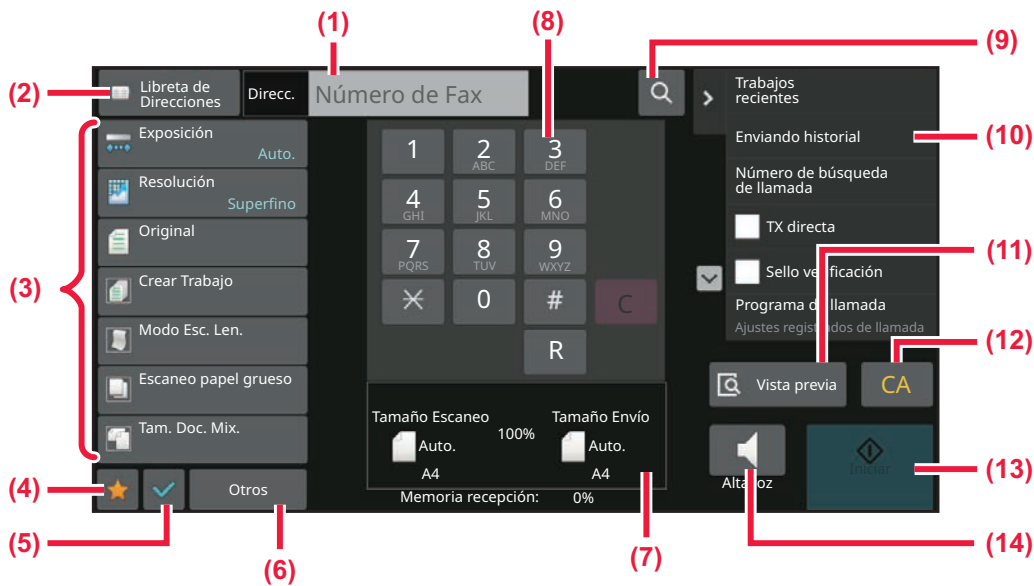 (1)
(8)
(9)
(2)
Libreta de
Direcciones
Direcc.
Número de Fax
Trabajos
recientes
(3)
Exposición
Auto.
Resolución
Superfino
Original
Crear Trabajo
Modo Esc. Len.
Escaneo papel grueso
Tam. Doc. Mix.
1
2
ABC
3
DEF
4
GHI
5
JKL
6
MNO
7
PQRS
8
TUV
9
WXYZ
0
#
C
R
Enviando historial
(10)
Número de búsqueda
de llamada
TX directa
(11)
Sello verificación
Programa de llamada
Ajustes registrados de llamada
(12)
Vista previa
CA
Tamaño Escaneo
Auto.
A4
100%
Tamaño Envío
Auto.
A4
Memoria recepción: 0%
Altavoz
Iniciar
(13)
(4)
Otros
(5)
(6)
(7)
(14)